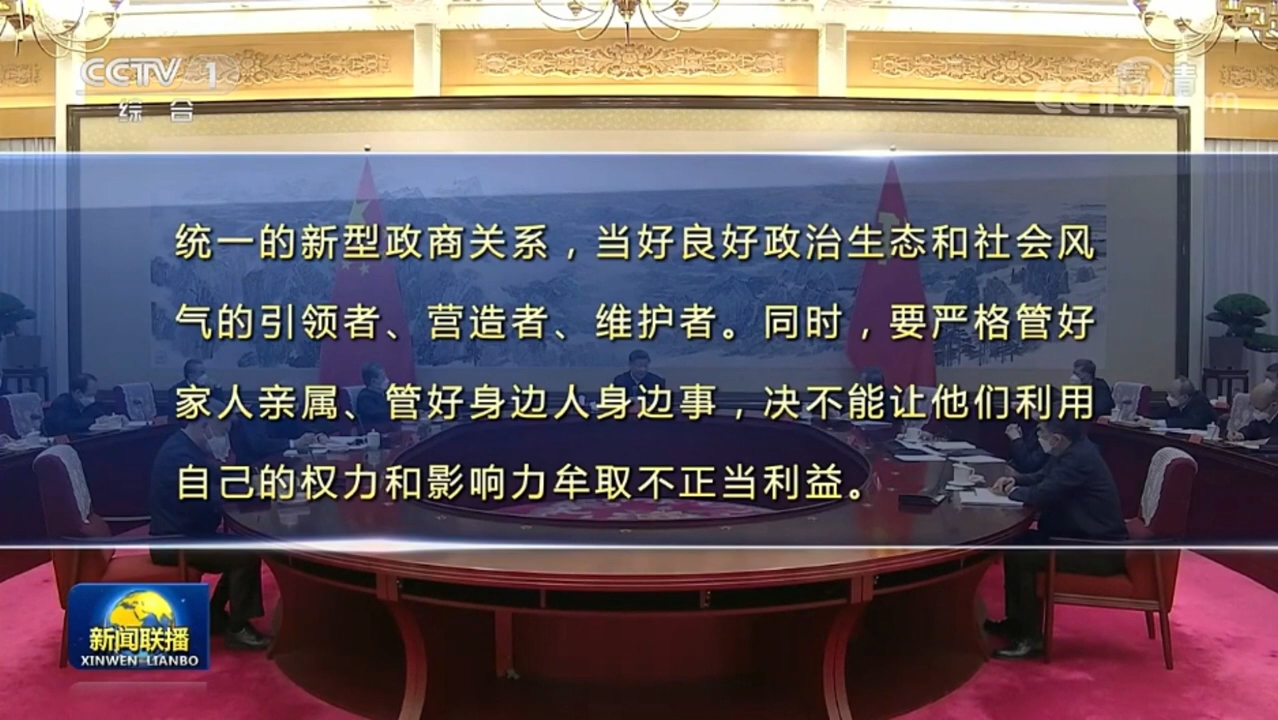 CCTV 1
综合
高清
CCTV.com
统一的新型政商关系，当好良好政治生态和社会风
气的引领者、营造者、维护者。同时，要严格管好
家人亲属、管好身边人身边事，决不能让他们利用
自己的权力和影响力牟取不正当利益。
新闻联播
XINWEN LIANBO